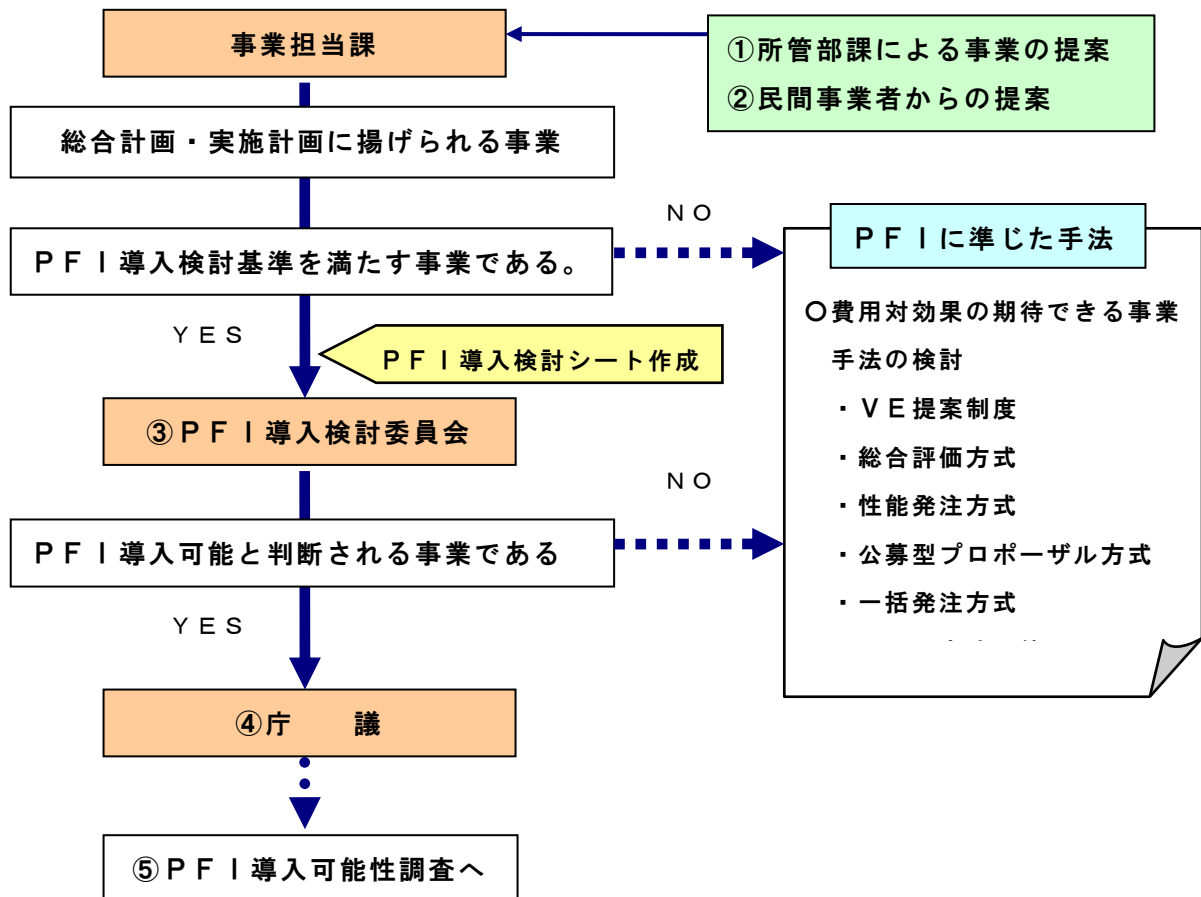 事業担当課
①所管部課による事業の提案
②民間事業者からの提案
総合計画・実施計画に揚げられる事業
NO
ＰＦＩ導入検討基準を満たす事業である。
ＰＦＩに準じた手法
〇費用対効果の期待できる事業
手法の検討
・ＶＥ提案制度
・総合評価方式
・性能発注方式
・公募型プロポーザル方式
・一括発注方式
ＹＥＳ
ＰＦＩ導入検討シート作成
③ＰＦＩ導入検討委員会
ＮＯ
ＰＦＩ導入可能と判断される事業である
ＹＥＳ
④庁　　議
⑤ＰＦＩ導入可能性調査へ